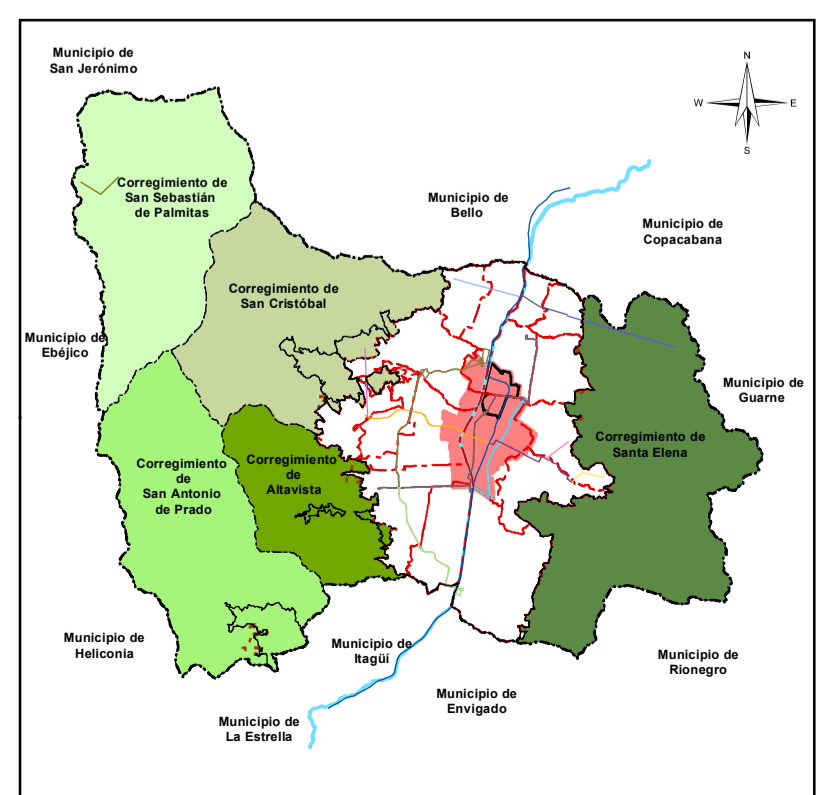 Municipio de
San Jerónimo
N
W
E
S
Corregimiento de
San Sebastián
de Palmitas
Municipio de
Bello
Municipio de
Copacabana
Corregimiento de
San Cristóbal
Municipio de
Ebéjico
Municipio de
Guarne
Corregimiento de
Santa Elena
Corregimiento
de
San Antonio
de Prado
Corregimiento
de
Altavista
Municipio de
Heliconia
Municipio de
Itagüí
Municipio de
Rionegro
Municipio de
Envigado
Municipio de
La Estrella